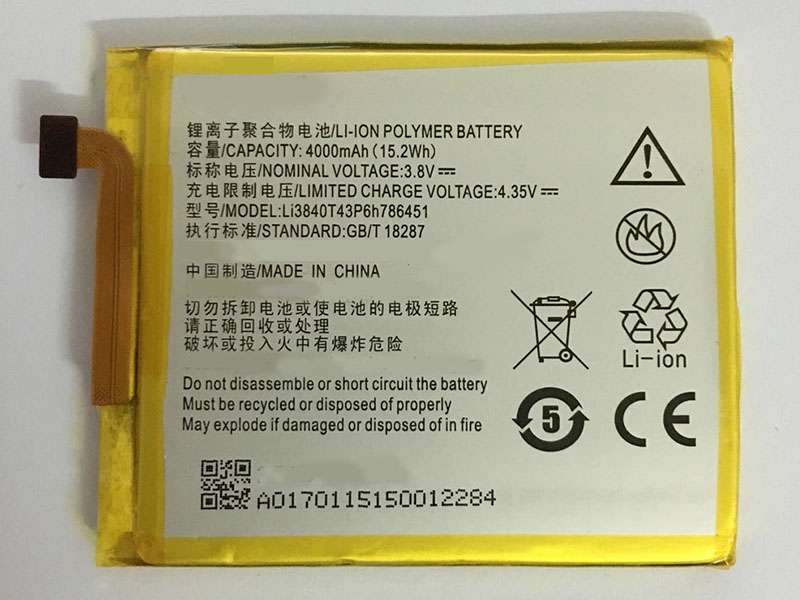 锂离子聚合物电池/LI-ION POLYMER BATTERY
容量/CAPACITY: 4000mAh (15.2Wh)
标称电压/NOMINAL VOLTAGE:3.8V⎓
充电限制电压/LIMITED CHARGE VOLTAGE:4.35V⎓
型号/MODEL:Li3840T43P6h786451
执行标准/STANDARD:GB/T 18287
中国制造/MADE IN CHINA
切勿拆卸电池或使电池的电极短路
请正确回收或处理
破坏或投入火中有爆炸危险
Li-ion
Do not disassemble or short circuit the battery
Must be recycled or disposed of properly
May explode if damaged or disposed of in fire
5
CE
A0170115150012284